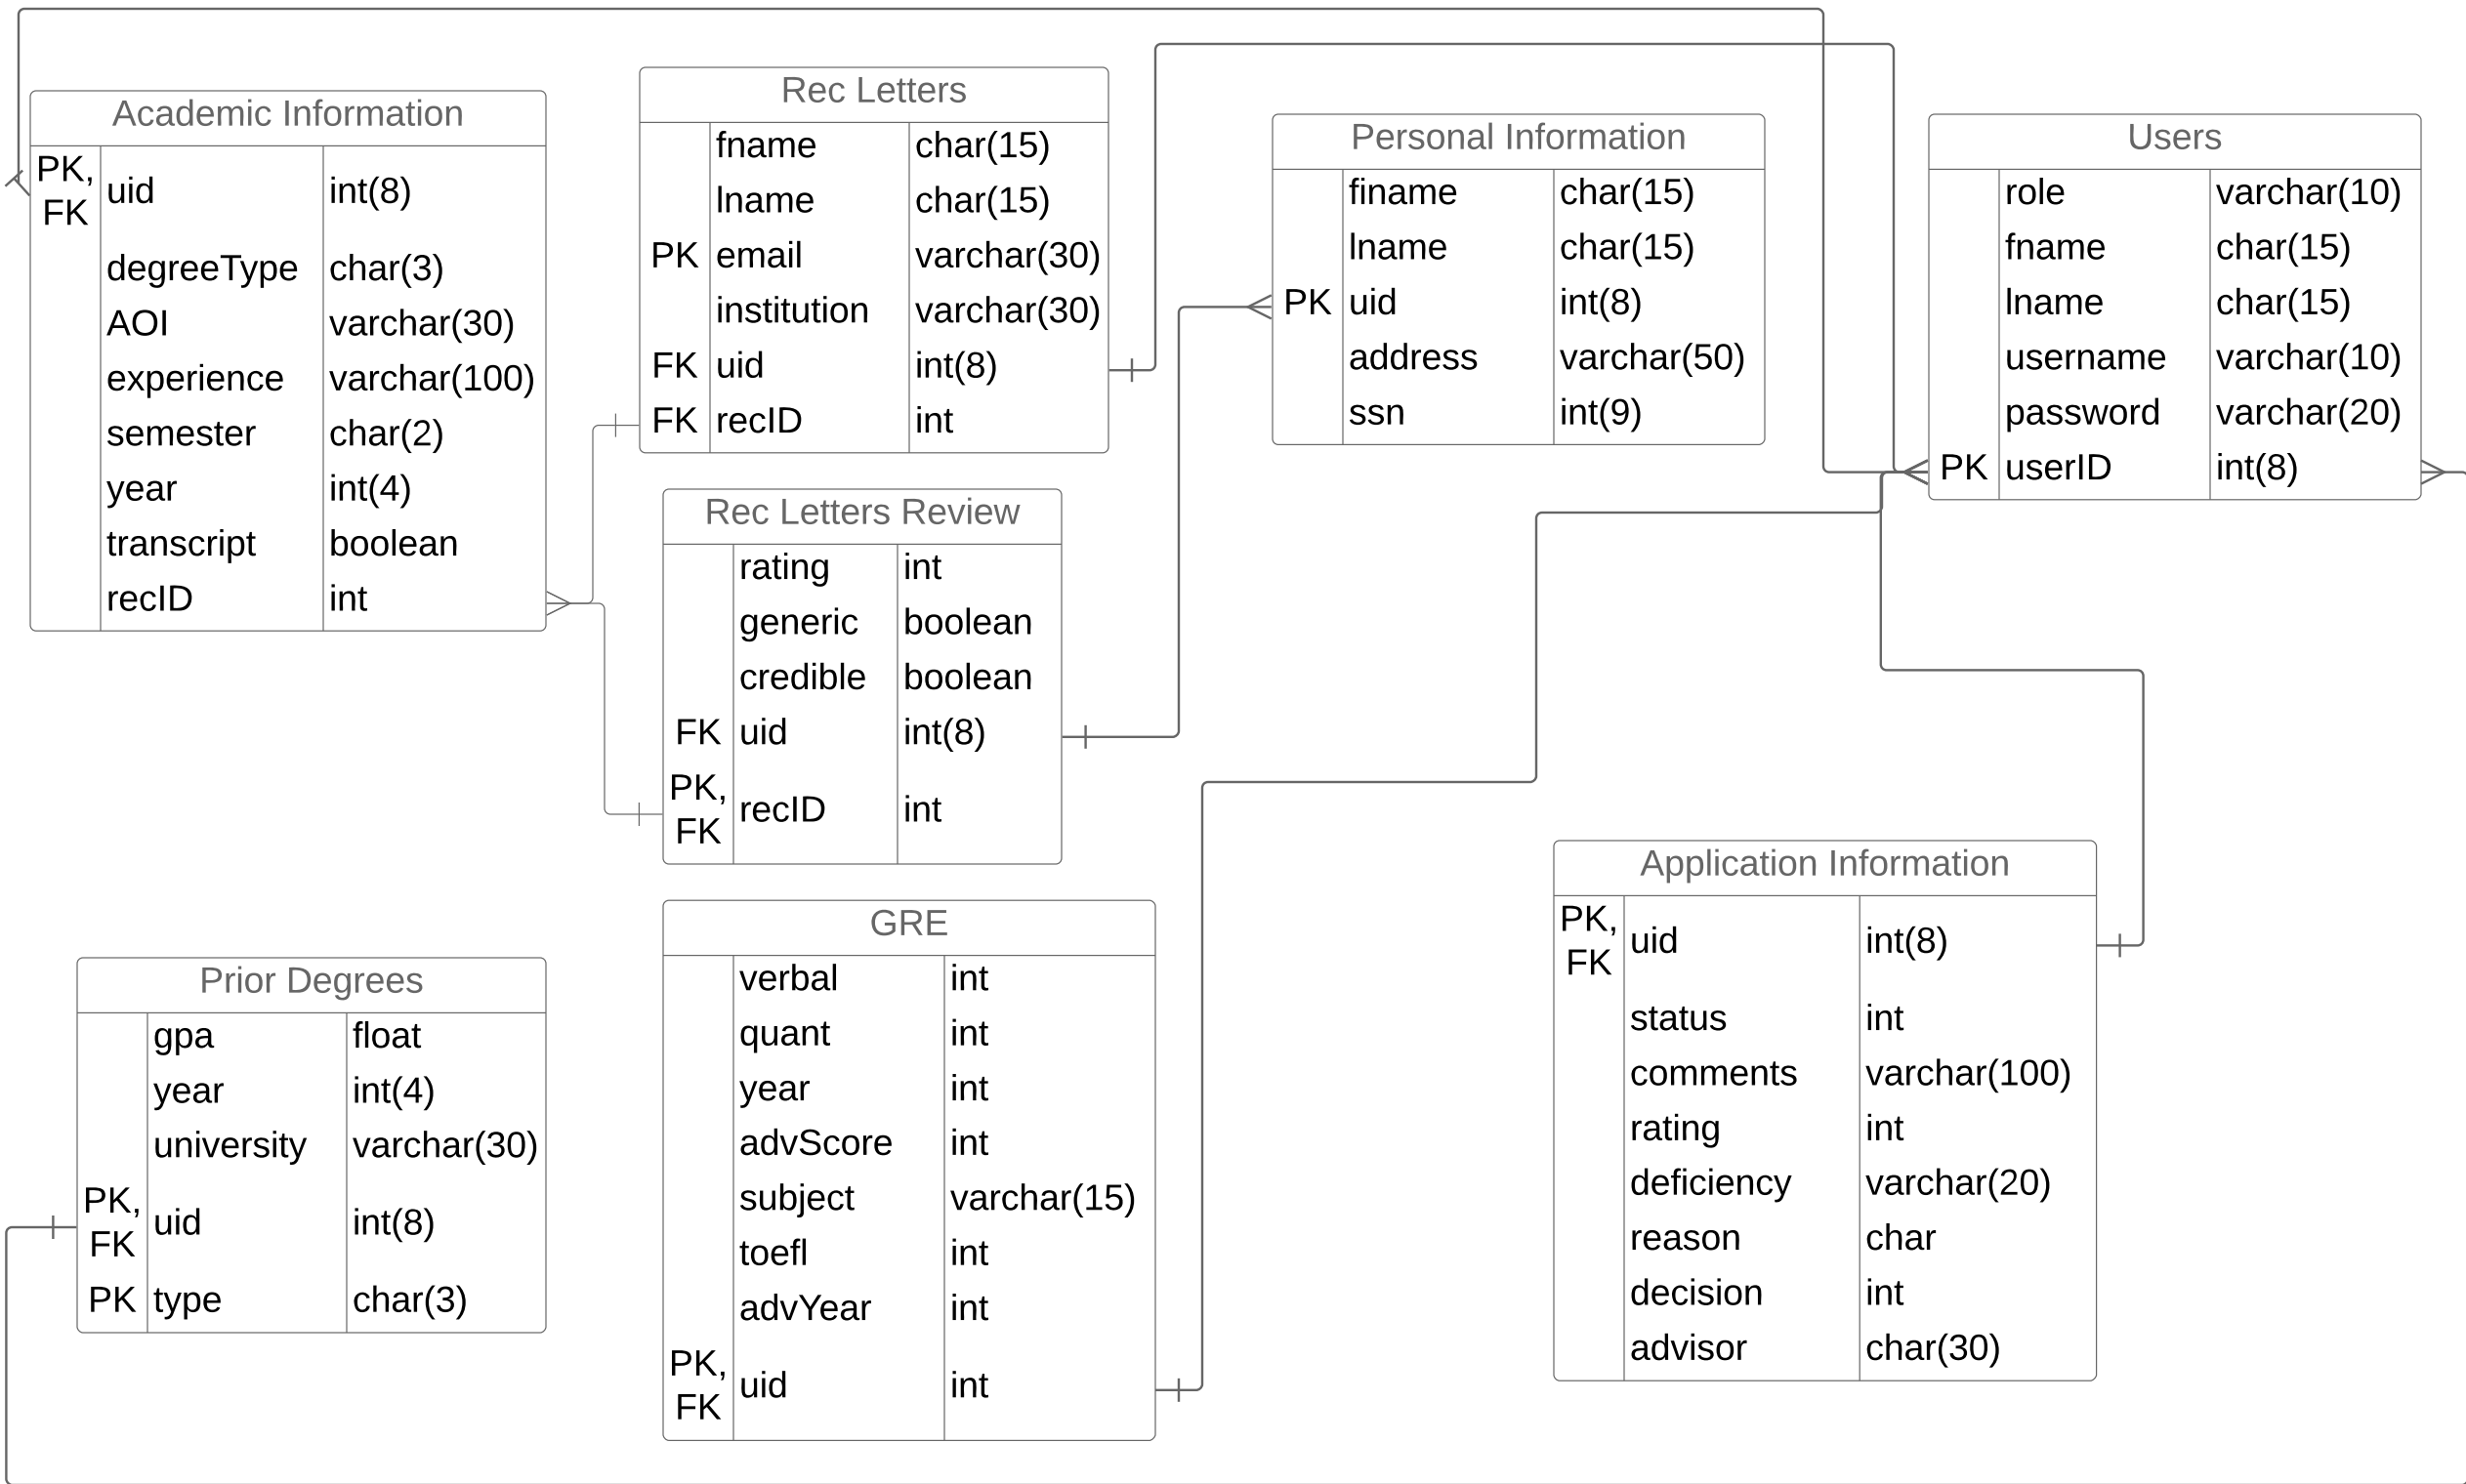 Academic Information
PK, FK uid int(8)
degreeType char(3)
AOI varchar(30)
experience varchar(100)
semester char(2)
year int(4)
transcript boolean
recID int
Rec Letters
fname char(15)
lname char(15)
PK email varchar(30)
institution varchar(30)
FK uid int(8)
FK recID int
Personal Information
finame char(15)
lname char(15)
PK uid int(8)
address varchar(50)
ssn int(9)
Users
role varchar(10)
fname char(15)
lname char(15)
username varchar(10)
password varchar(20)
PK userID int(8)
Rec Letters Review
rating int
generic boolean
credible boolean
FK uid int(8)
PK, FK recID int
Prior Degrees
gpa float
year int(4)
university varchar(30)
PK, FK uid int(8)
PK type char(3)
GRE
verbal int
quant int
year int
advScore int
subject varchar(15)
toefl int
advYear int
PK, FK uid int
Application Information
PK, FK uid int(8)
status int
comments varchar(100)
rating int
deficiency varchar(20)
reason char
decision int
advisor char(30)